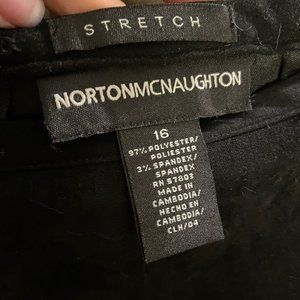 STRETCH
NORTONMCNAUGHTON
16
97% POLYESTER/
POLIESTER
3% SPANDEX/
SPANDEX
RN 57803
MADE IN
CAMBODIA/
HECHO EN
CAMBODIA/
CLH/04